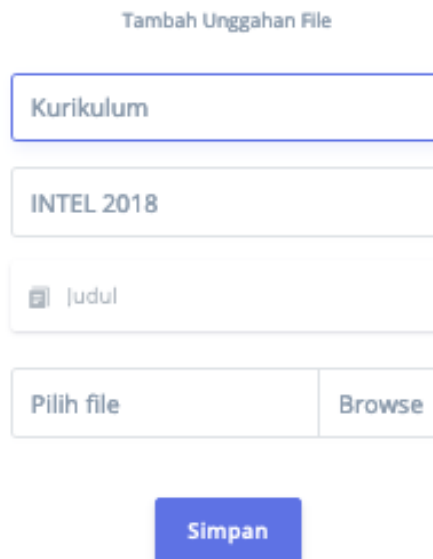 Tambah Unggahan File
Kurikulum
INTEL 2018
Judul
Pilih file Browse
Simpan